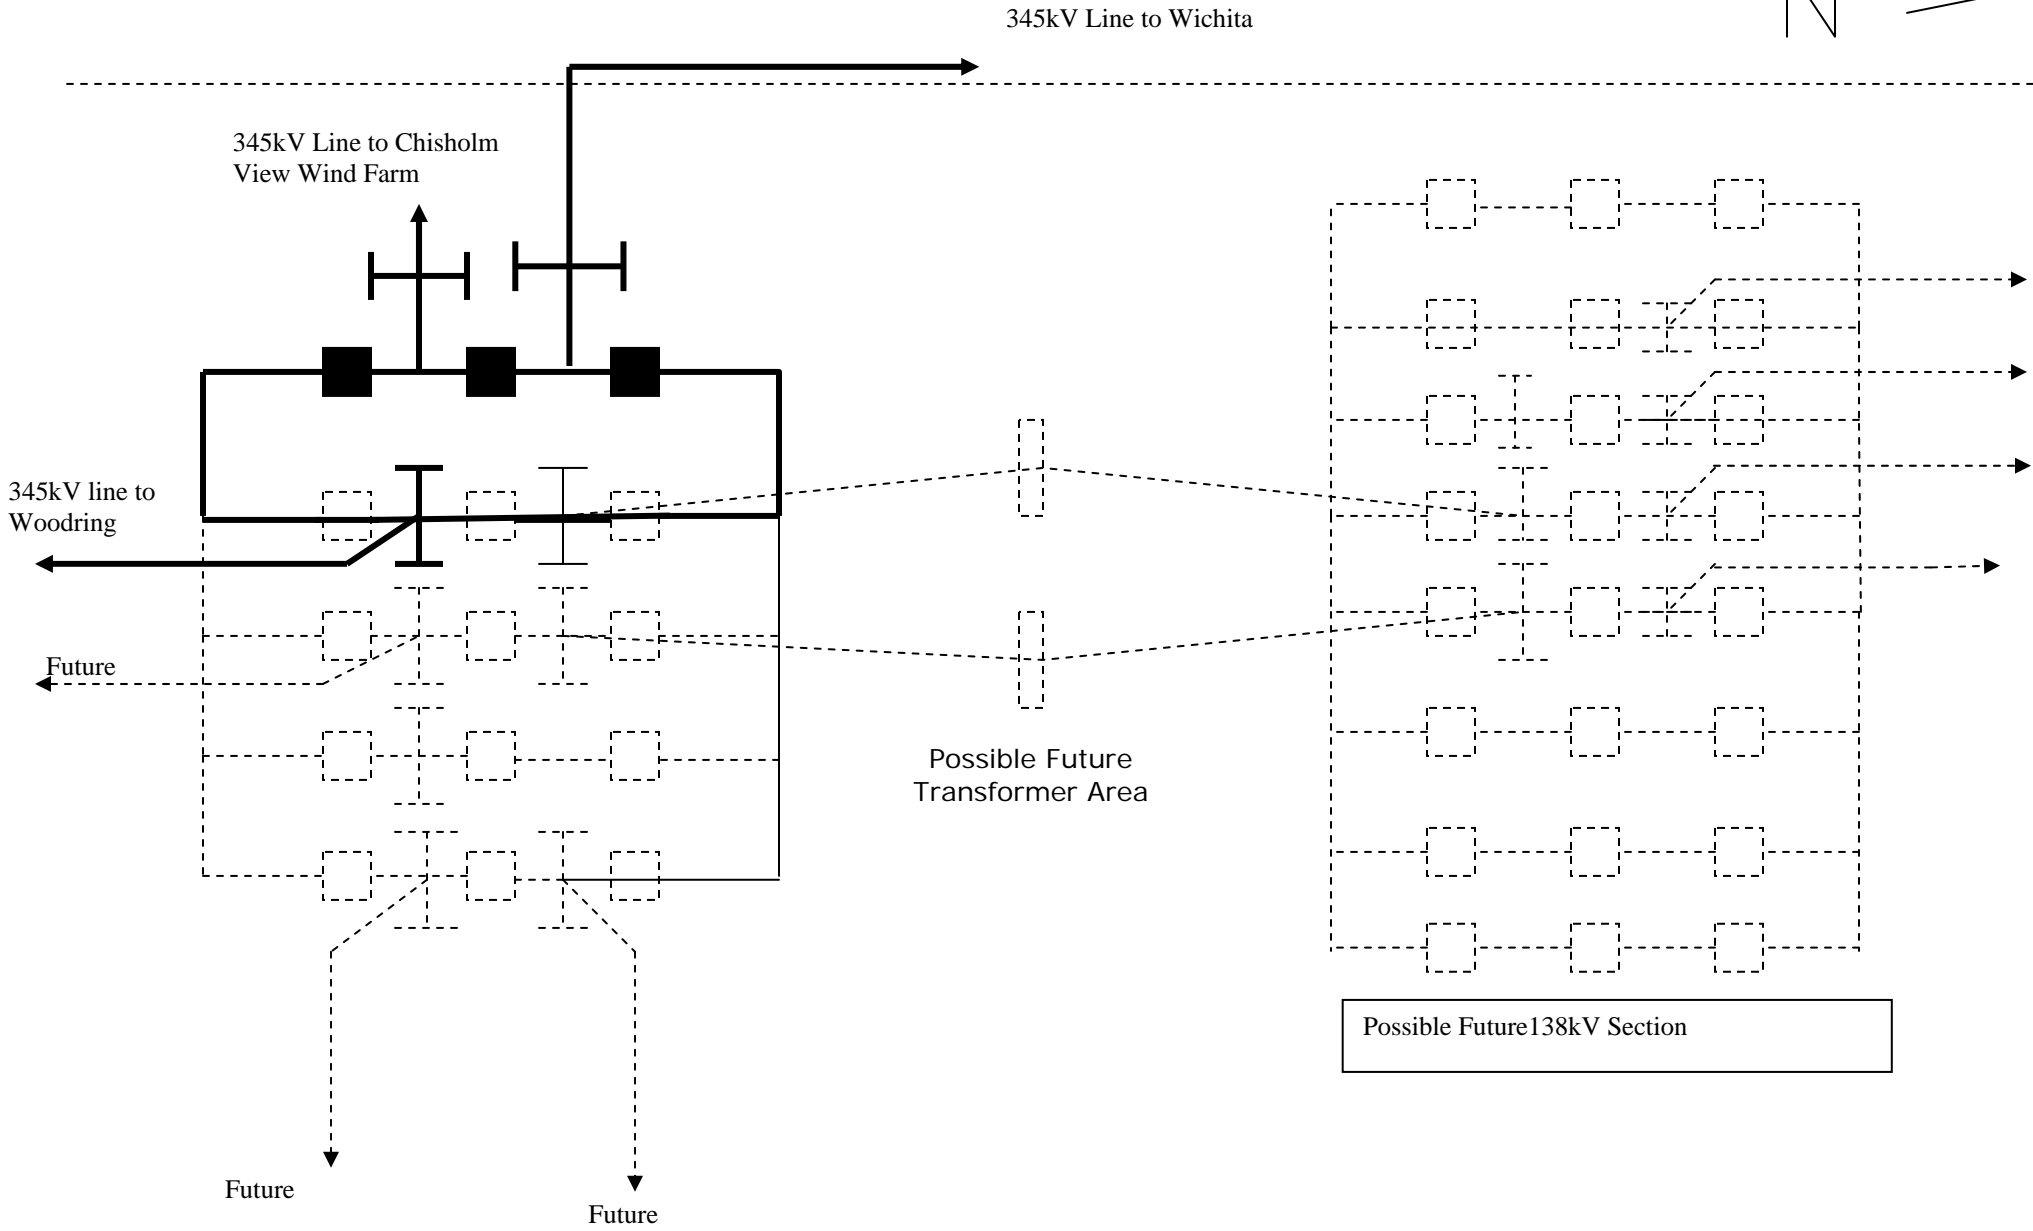 345kV Line to Wichita
N
345kV Line to Chisholm
View Wind Farm
345kV line to
Woodring
Future
Possible Future
Transformer Area
Possible Future138kV Section
Future
Future